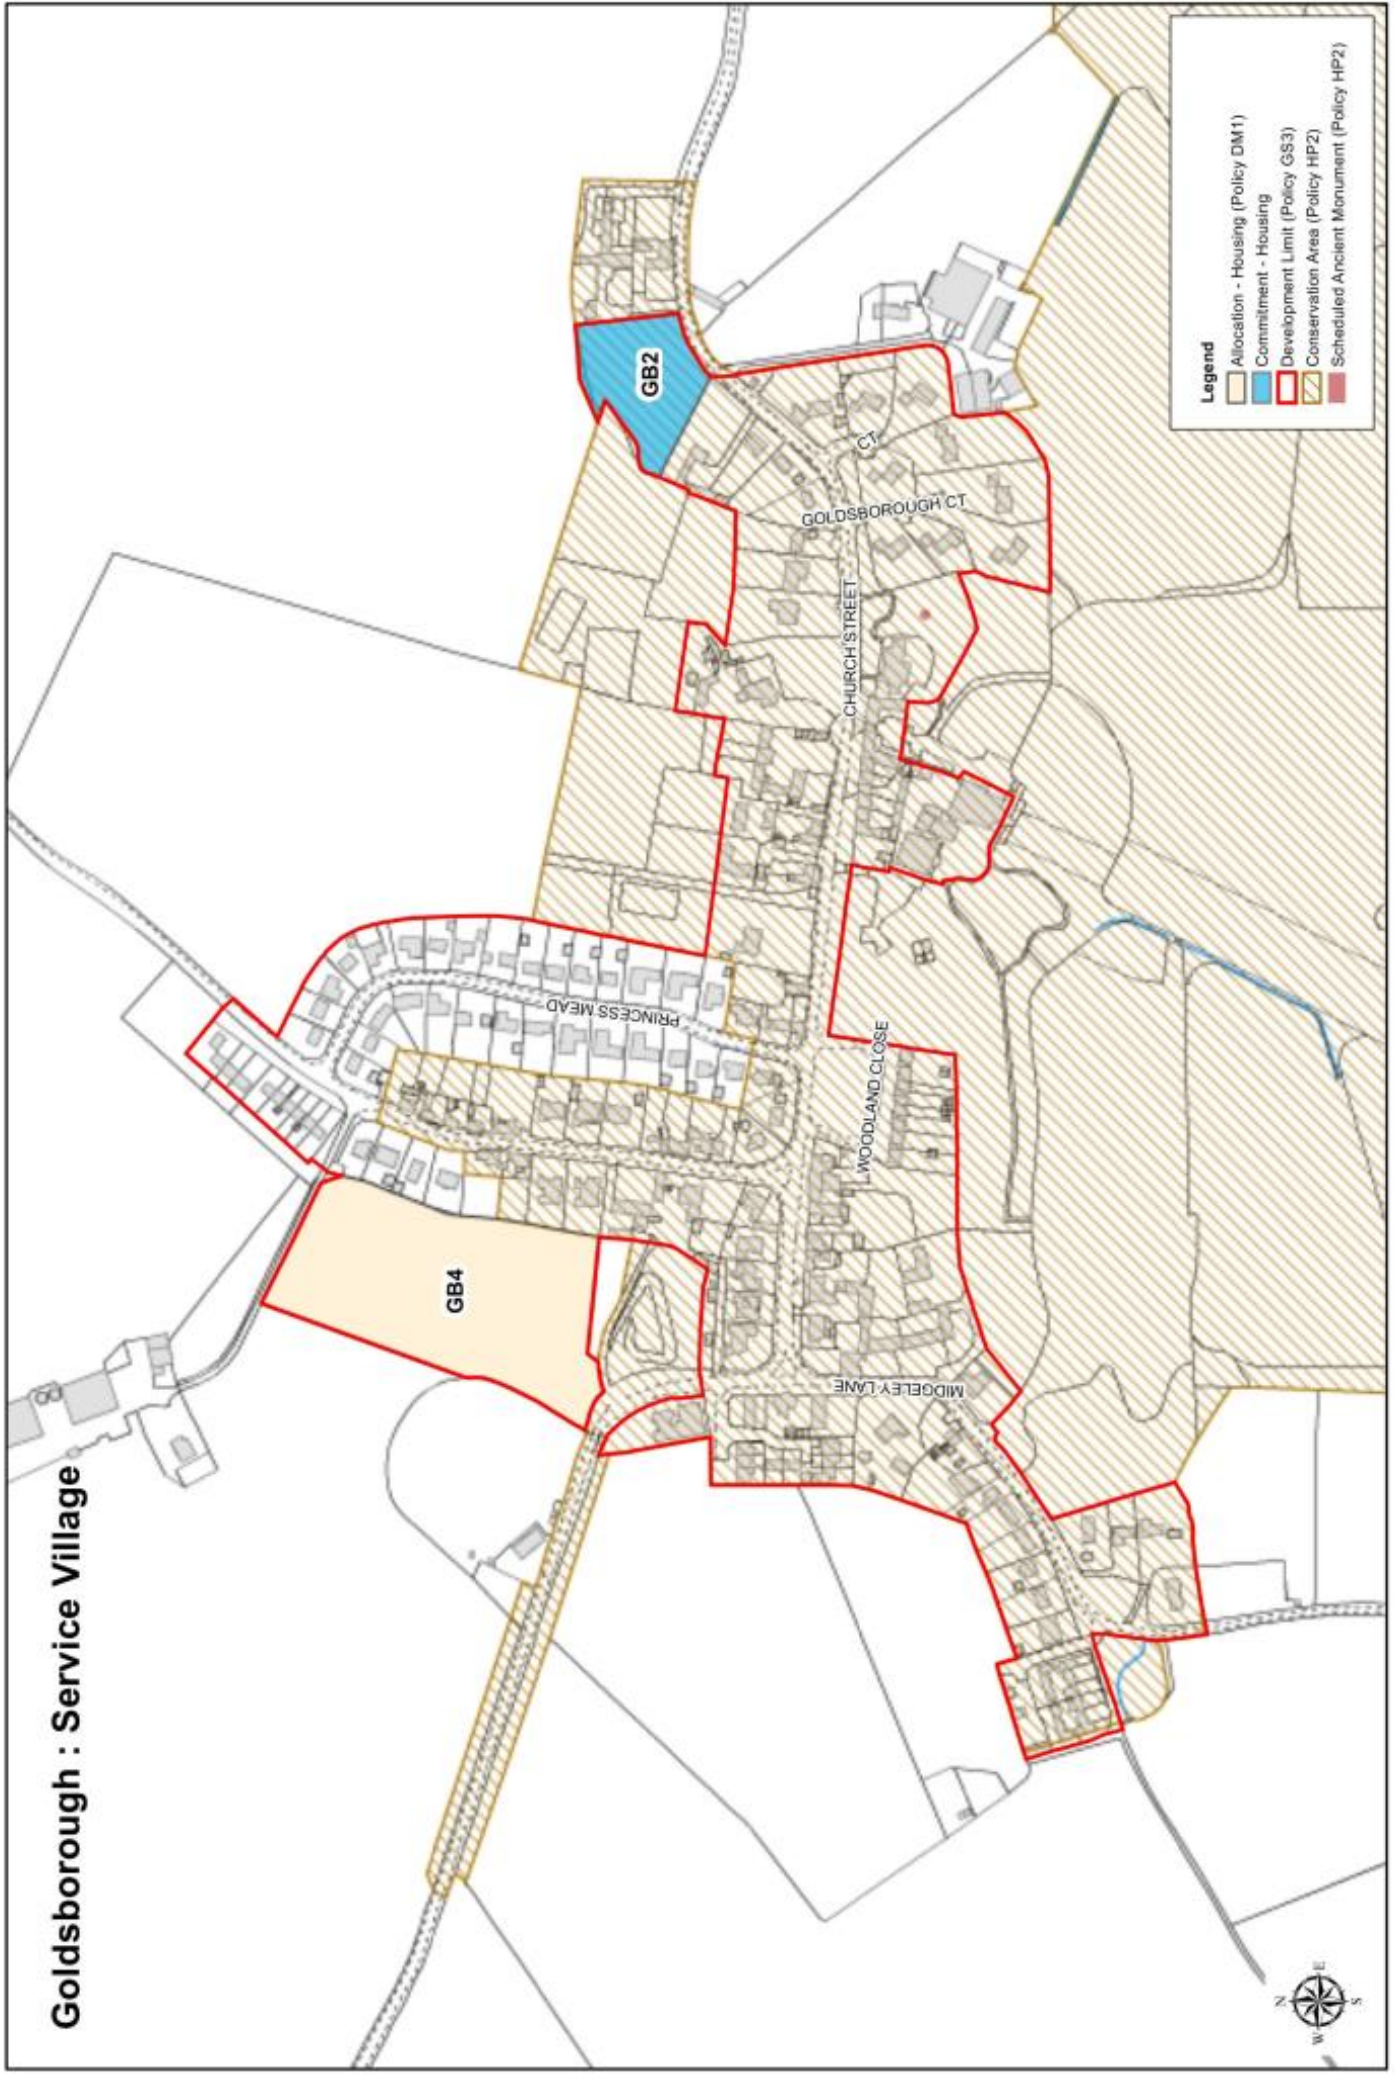 Goldsborough : Service Village
GB2
GB4
PRINCESS MEAD
CHURCH STREET
GOLDSBOROUGH CT
CT
WOODLAND CLOSE
MIDGELEY LANE
Legend
Allocation - Housing (Policy DM1)
Commitment - Housing
Development Limit (Policy GS3)
Conservation Area (Policy HP2)
Scheduled Ancient Monument (Policy HP2)
N
W
E
S